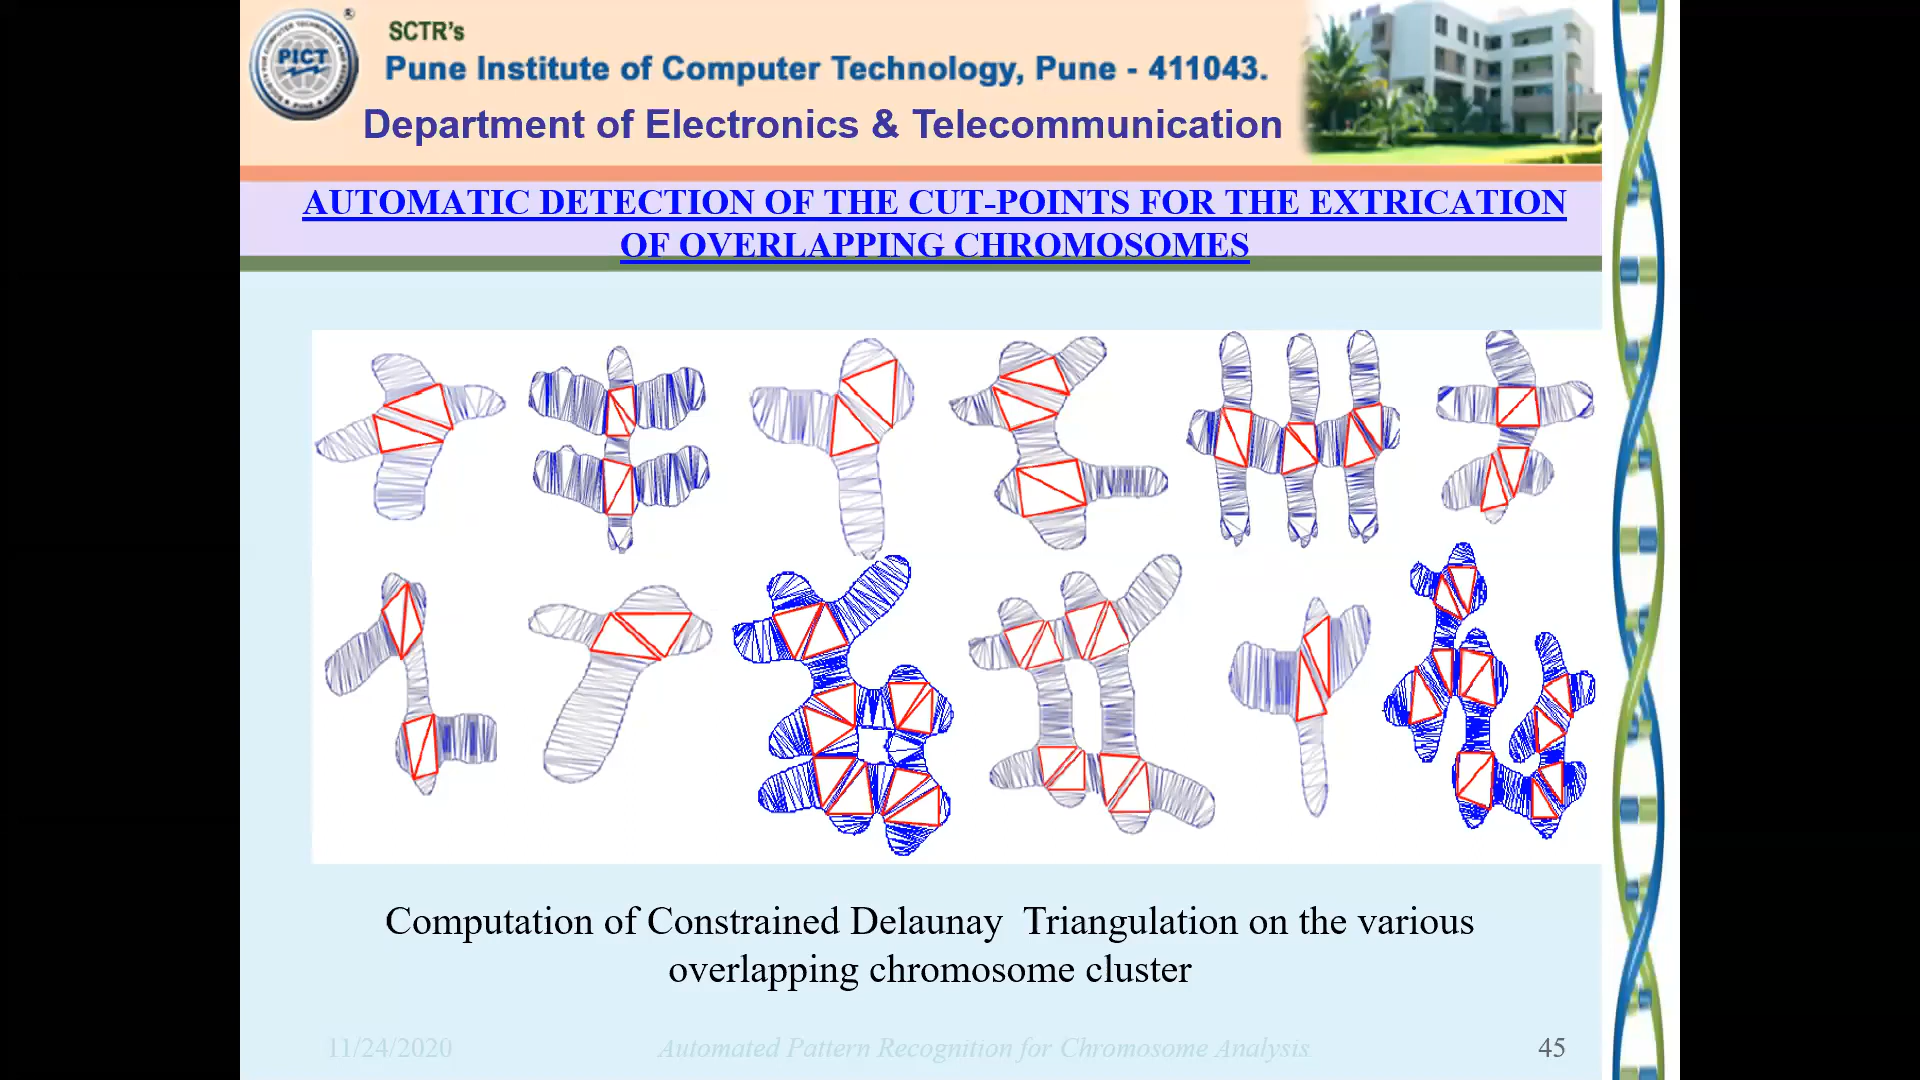 PICT
®
SCTR's
Pune Institute of Computer Technology, Pune - 411043.
Department of Electronics & Telecommunication
AUTOMATIC DETECTION OF THE CUT-POINTS FOR THE EXTRICATION
OF OVERLAPPING CHROMOSOMES
Computation of Constrained Delaunay Triangulation on the various
overlapping chromosome cluster
11/24/2020
Automated Pattern Recognition for Chromosome Analysis
45